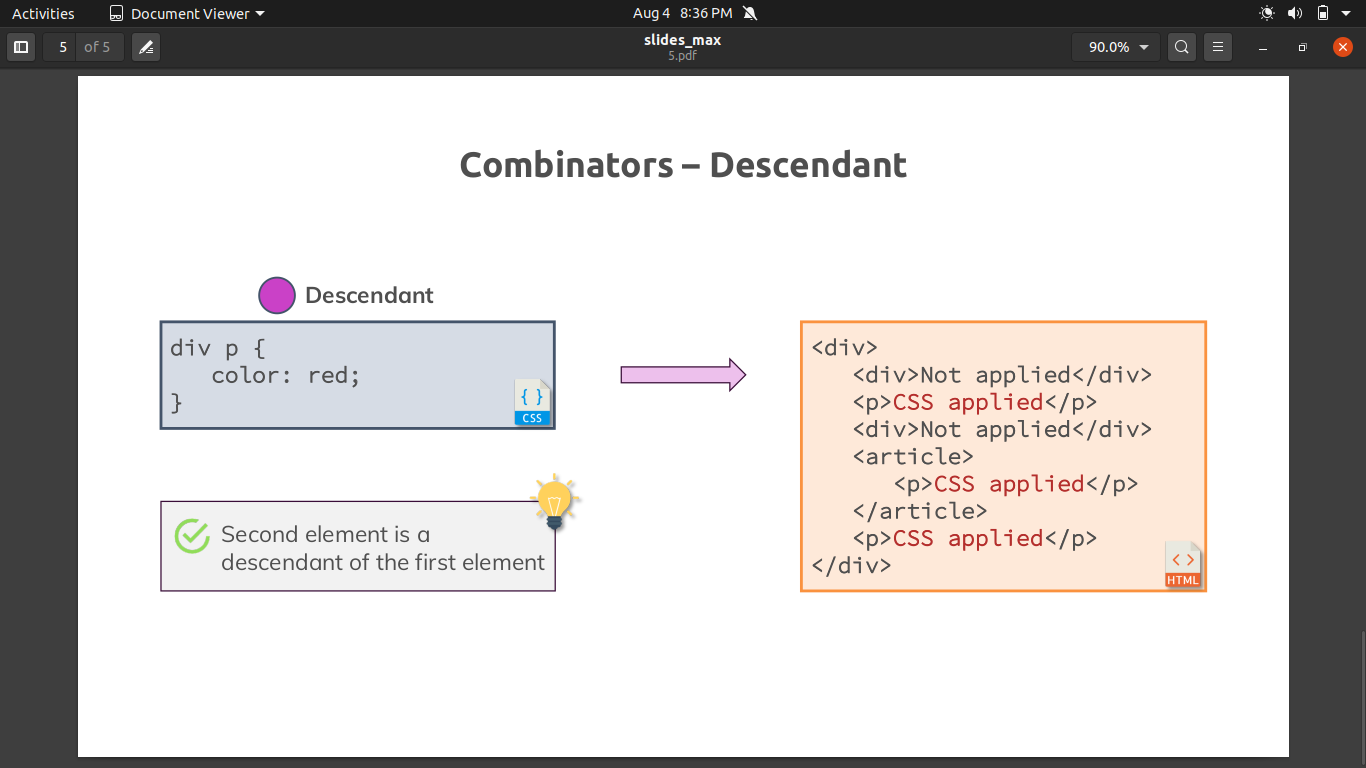 Activities
Document Viewer
Aug 4 8:36 PM
5 of 5
slides_max
5.pdf
90.0%
Combinators – Descendant
Descendant
div p {
   color: red;
}
{ }
CSS
Second element is a
descendant of the first element
<div>
   <div>Not applied</div>
   <p>CSS applied</p>
   <div>Not applied</div>
   <article>
      <p>CSS applied</p>
   </article>
   <p>CSS applied</p>
</div>
< >
HTML